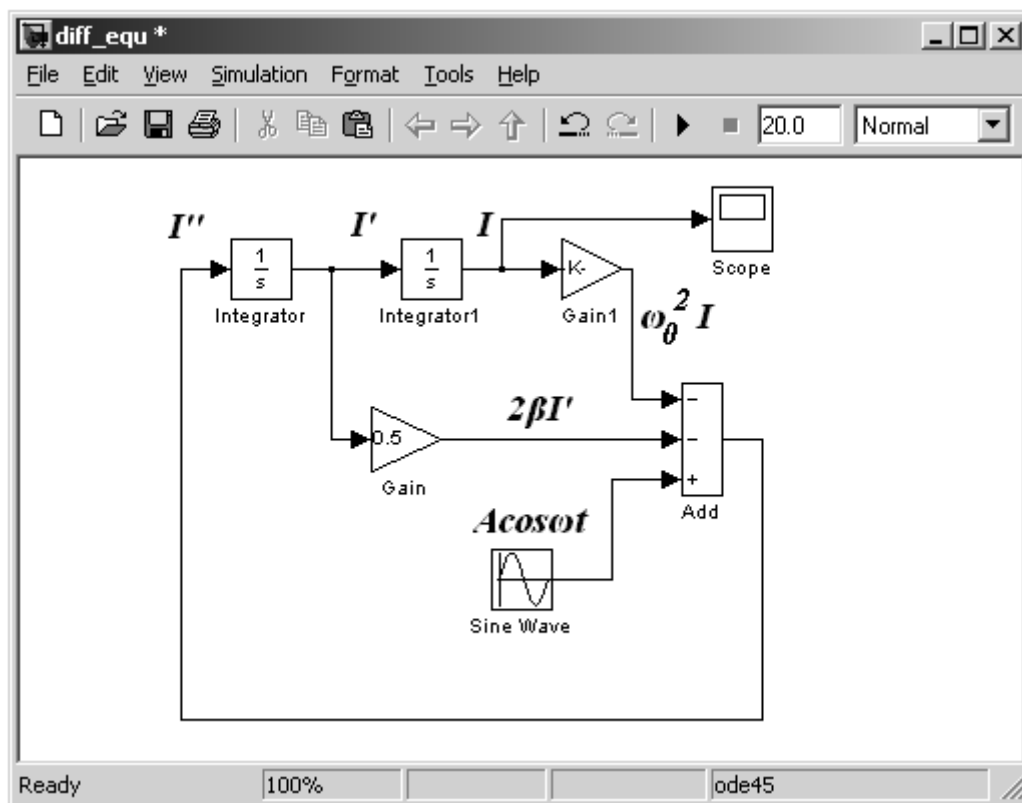 diff_equ *
File Edit View Simulation Format Tools Help
20.0 Normal
I'' I' I
1/s 1/s -K-
Integrator Integrator1 Gain1 Scope
ω₀² I
−
0.5 2βI' −
Gain
+
Add
Acosωt
Sine Wave
Ready 100% ode45